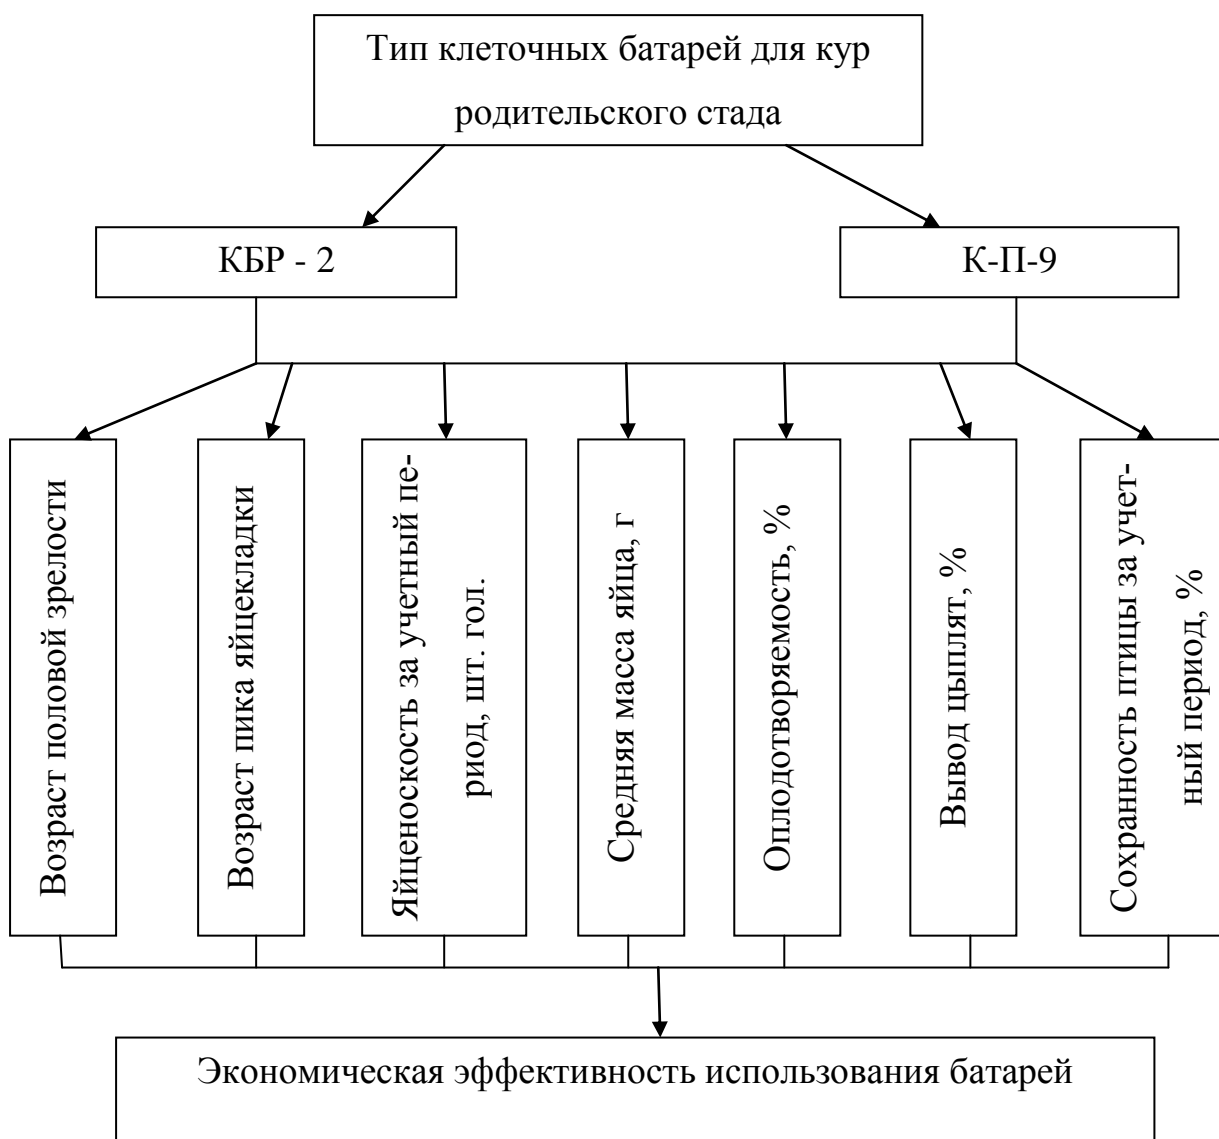 Тип клеточных батарей для кур
родительского стада
КБР - 2
К-П-9
Возраст половой зрелости
Возраст пика яйцекладки
Яйценоскость за учетный пе-
риод, шт. гол.
Средняя масса яйца, г
Оплодотворяемость, %
Вывод цыплят, %
Сохранность птицы за учет-
ный период, %
Экономическая эффективность использования батарей